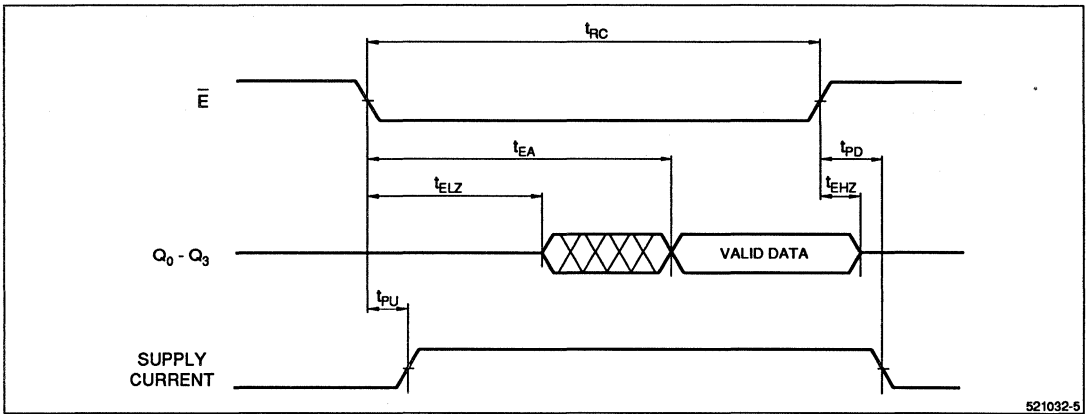 tRC
E̅
tEA
tPD
tELZ
tEHZ
Q0 - Q3
VALID DATA
tPU
SUPPLY
CURRENT
521032-5